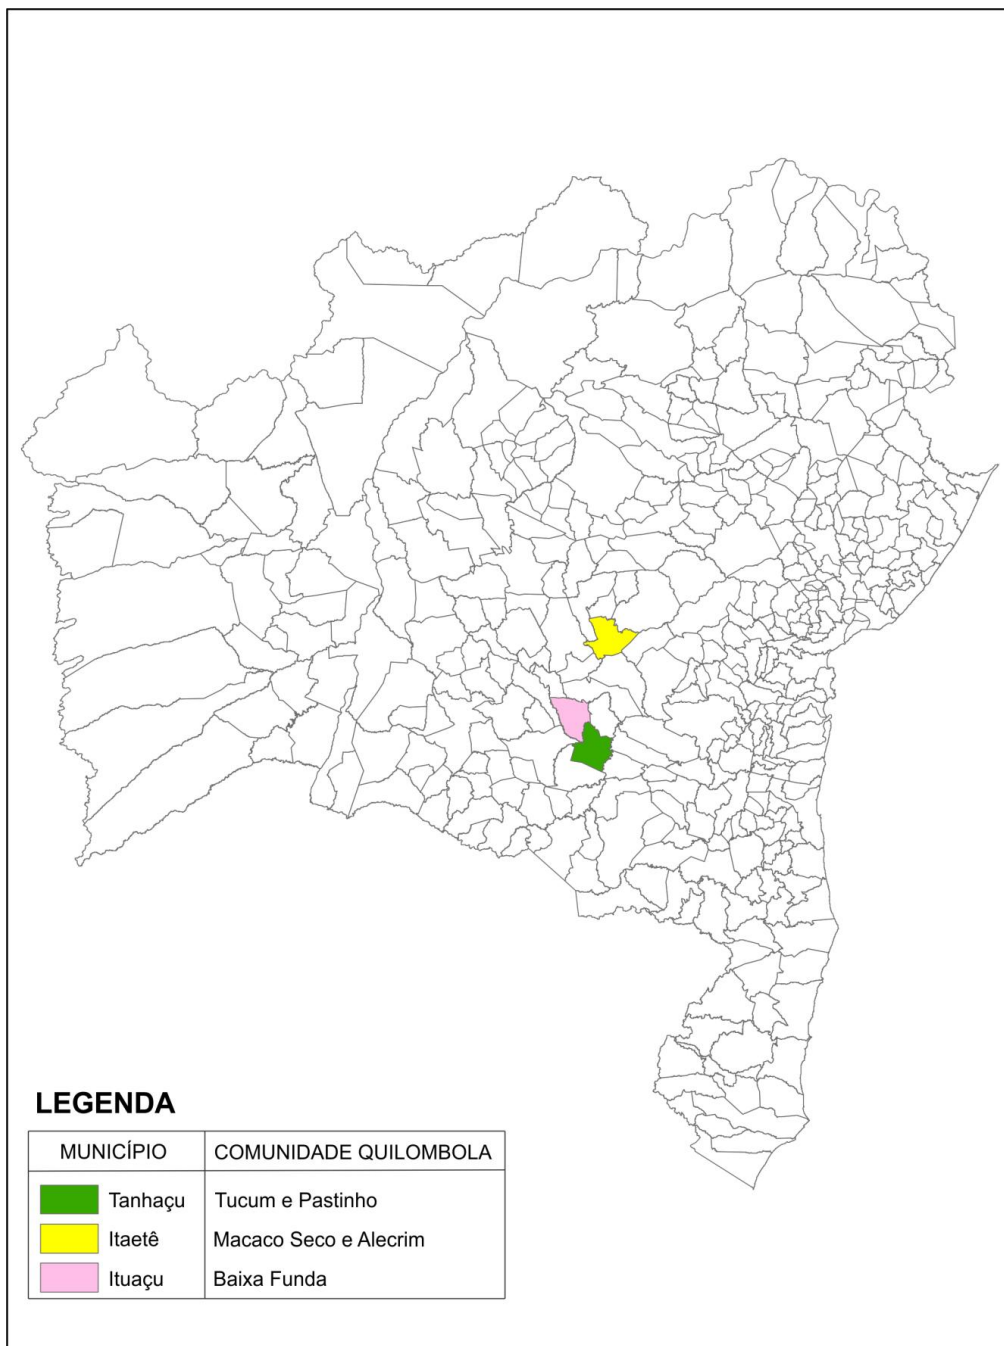 LEGENDA
MUNICÍPIO COMUNIDADE QUILOMBOLA
Tanhaçu Tucum e Pastinho
Itaetê Macaco Seco e Alecrim
Ituaçu Baixa Funda